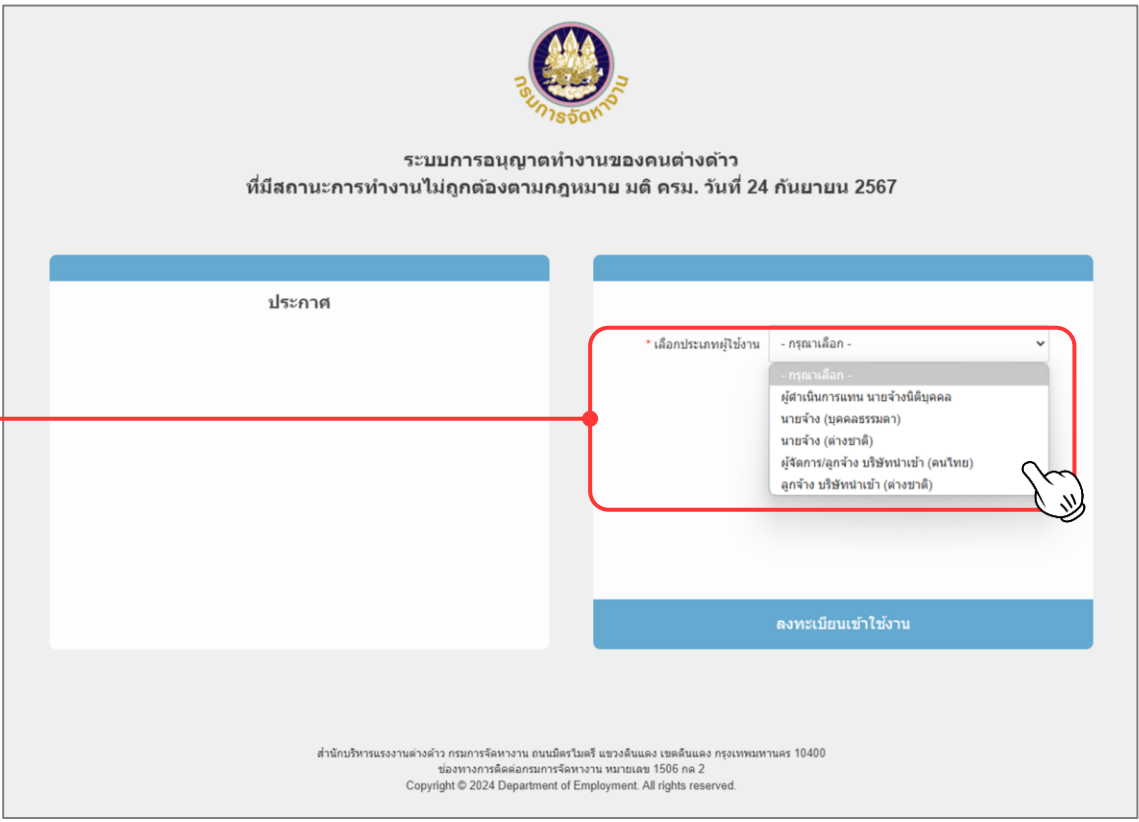 กรมการจัดหางาน
ระบบการอนุญาตทำงานของคนต่างด้าว
ที่มีสถานะการทำงานไม่ถูกต้องตามกฎหมาย มติ ครม. วันที่ 24 กันยายน 2567
ประกาศ
* เลือกประเภทผู้ใช้งาน - กรุณาเลือก -
- กรุณาเลือก -
ผู้ดำเนินการแทน นายจ้างนิติบุคคล
นายจ้าง (บุคคลธรรมดา)
นายจ้าง (ต่างชาติ)
ผู้จัดการ/ลูกจ้าง บริษัทนำเข้า (คนไทย)
ลูกจ้าง บริษัทนำเข้า (ต่างชาติ)
ลงทะเบียนเข้าใช้งาน
สำนักบริหารแรงงานต่างด้าว กรมการจัดหางาน ถนนมิตรไมตรี แขวงดินแดง เขตดินแดง กรุงเทพมหานคร 10400
ช่องทางการติดต่อกรมการจัดหางาน หมายเลข 1506 กด 2
Copyright © 2024 Department of Employment. All rights reserved.